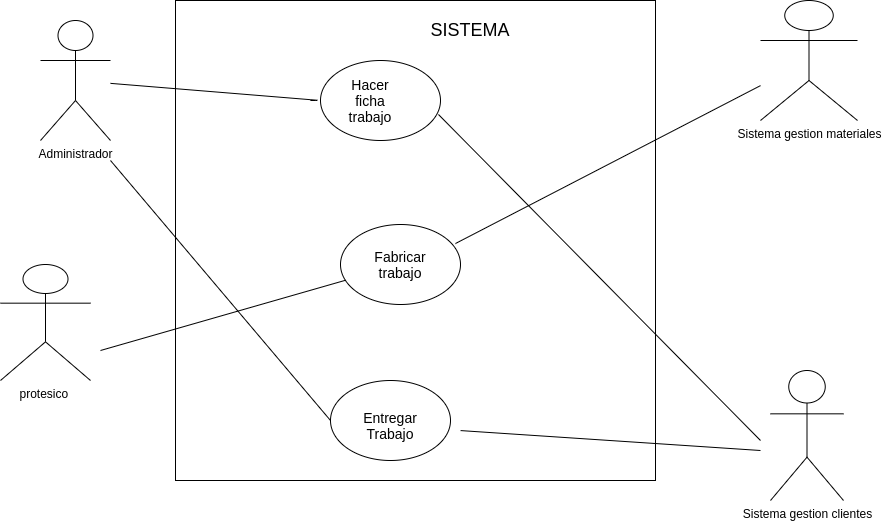 SISTEMA
Hacer
ficha
trabajo
Sistema gestion materiales
Administrador
Fabricar
trabajo
protesico
Entregar
Trabajo
Sistema gestion clientes